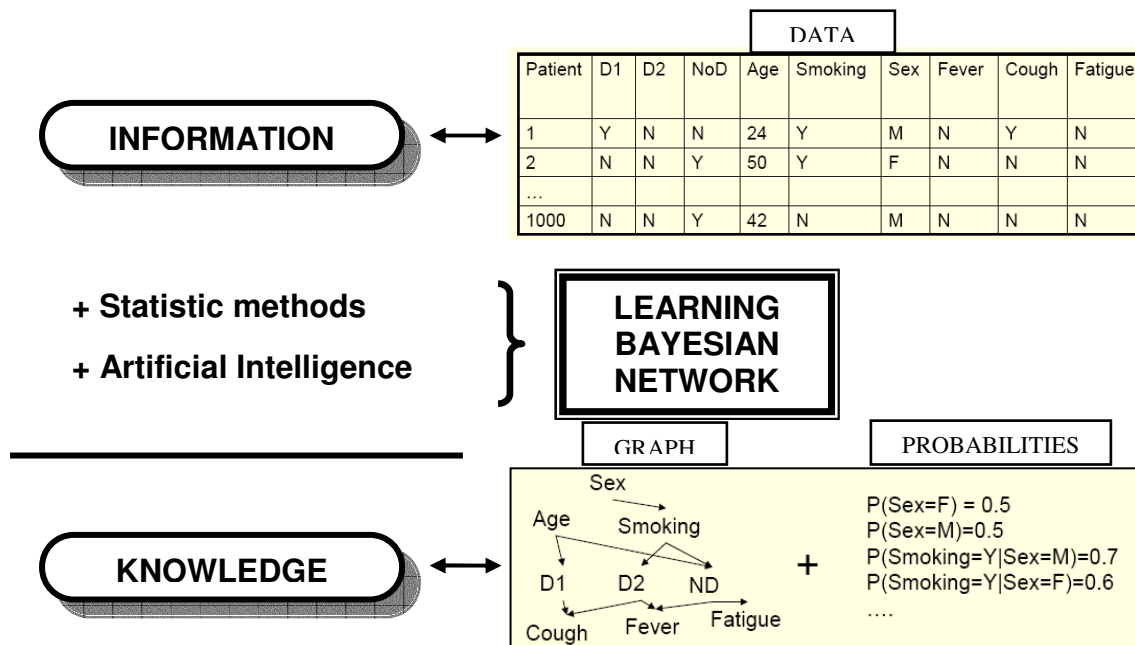 DATA
Patient D1 D2 NoD Age Smoking Sex Fever Cough Fatigue
1 Y N N 24 Y M N Y N
2 N N Y 50 Y F N N N
...
1000 N N Y 42 N M N N N
INFORMATION
+ Statistic methods
+ Artificial Intelligence
LEARNING
BAYESIAN
NETWORK
GRAPH
PROBABILITIES
KNOWLEDGE
Sex
Age
Smoking
D1 D2 ND
Cough Fever Fatigue
+
P(Sex=F) = 0.5
P(Sex=M)=0.5
P(Smoking=Y|Sex=M)=0.7
P(Smoking=Y|Sex=F)=0.6
....